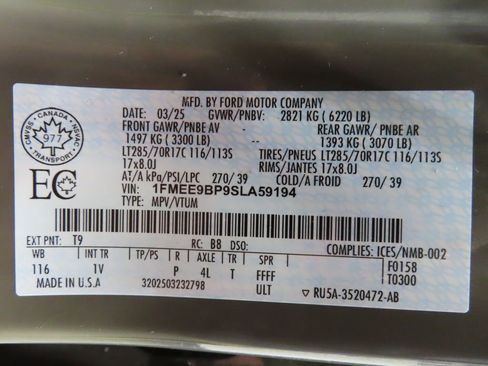 MFD. BY FORD MOTOR COMPANY
DATE: 03/25 GVWR/PNBV: 2821 KG ( 6220 LB)
FRONT GAWR/PNBE AV REAR GAWR/ PNBE AR
1497 KG ( 3300 LB) 1393 KG ( 3070 LB)
LT285/70R17C 116/113S TIRES/PNEUS LT285/70R17C 116/113S
17x8.0J RIMS/JANTES 17x8.0J
AT/A kPa/PSI/LPC 270/ 39 COLD/A FROID 270/ 39
VIN: 1FMEE9BP9SLA59194
TYPE: MPV/VTUM
CANADA
CMVSS NSVAC
977
TRANSPORT
EC
EXT PNT: T9 RC: B8 DSO: COMPLIES: ICES/NMB-002
WB INT TR TP/PS R AXLE TR SPR F0158
116 1V P 4L T FFFF T0300
ULT
MADE IN U.S.A 3202503232798 ▽ RU5A-3520472-AB